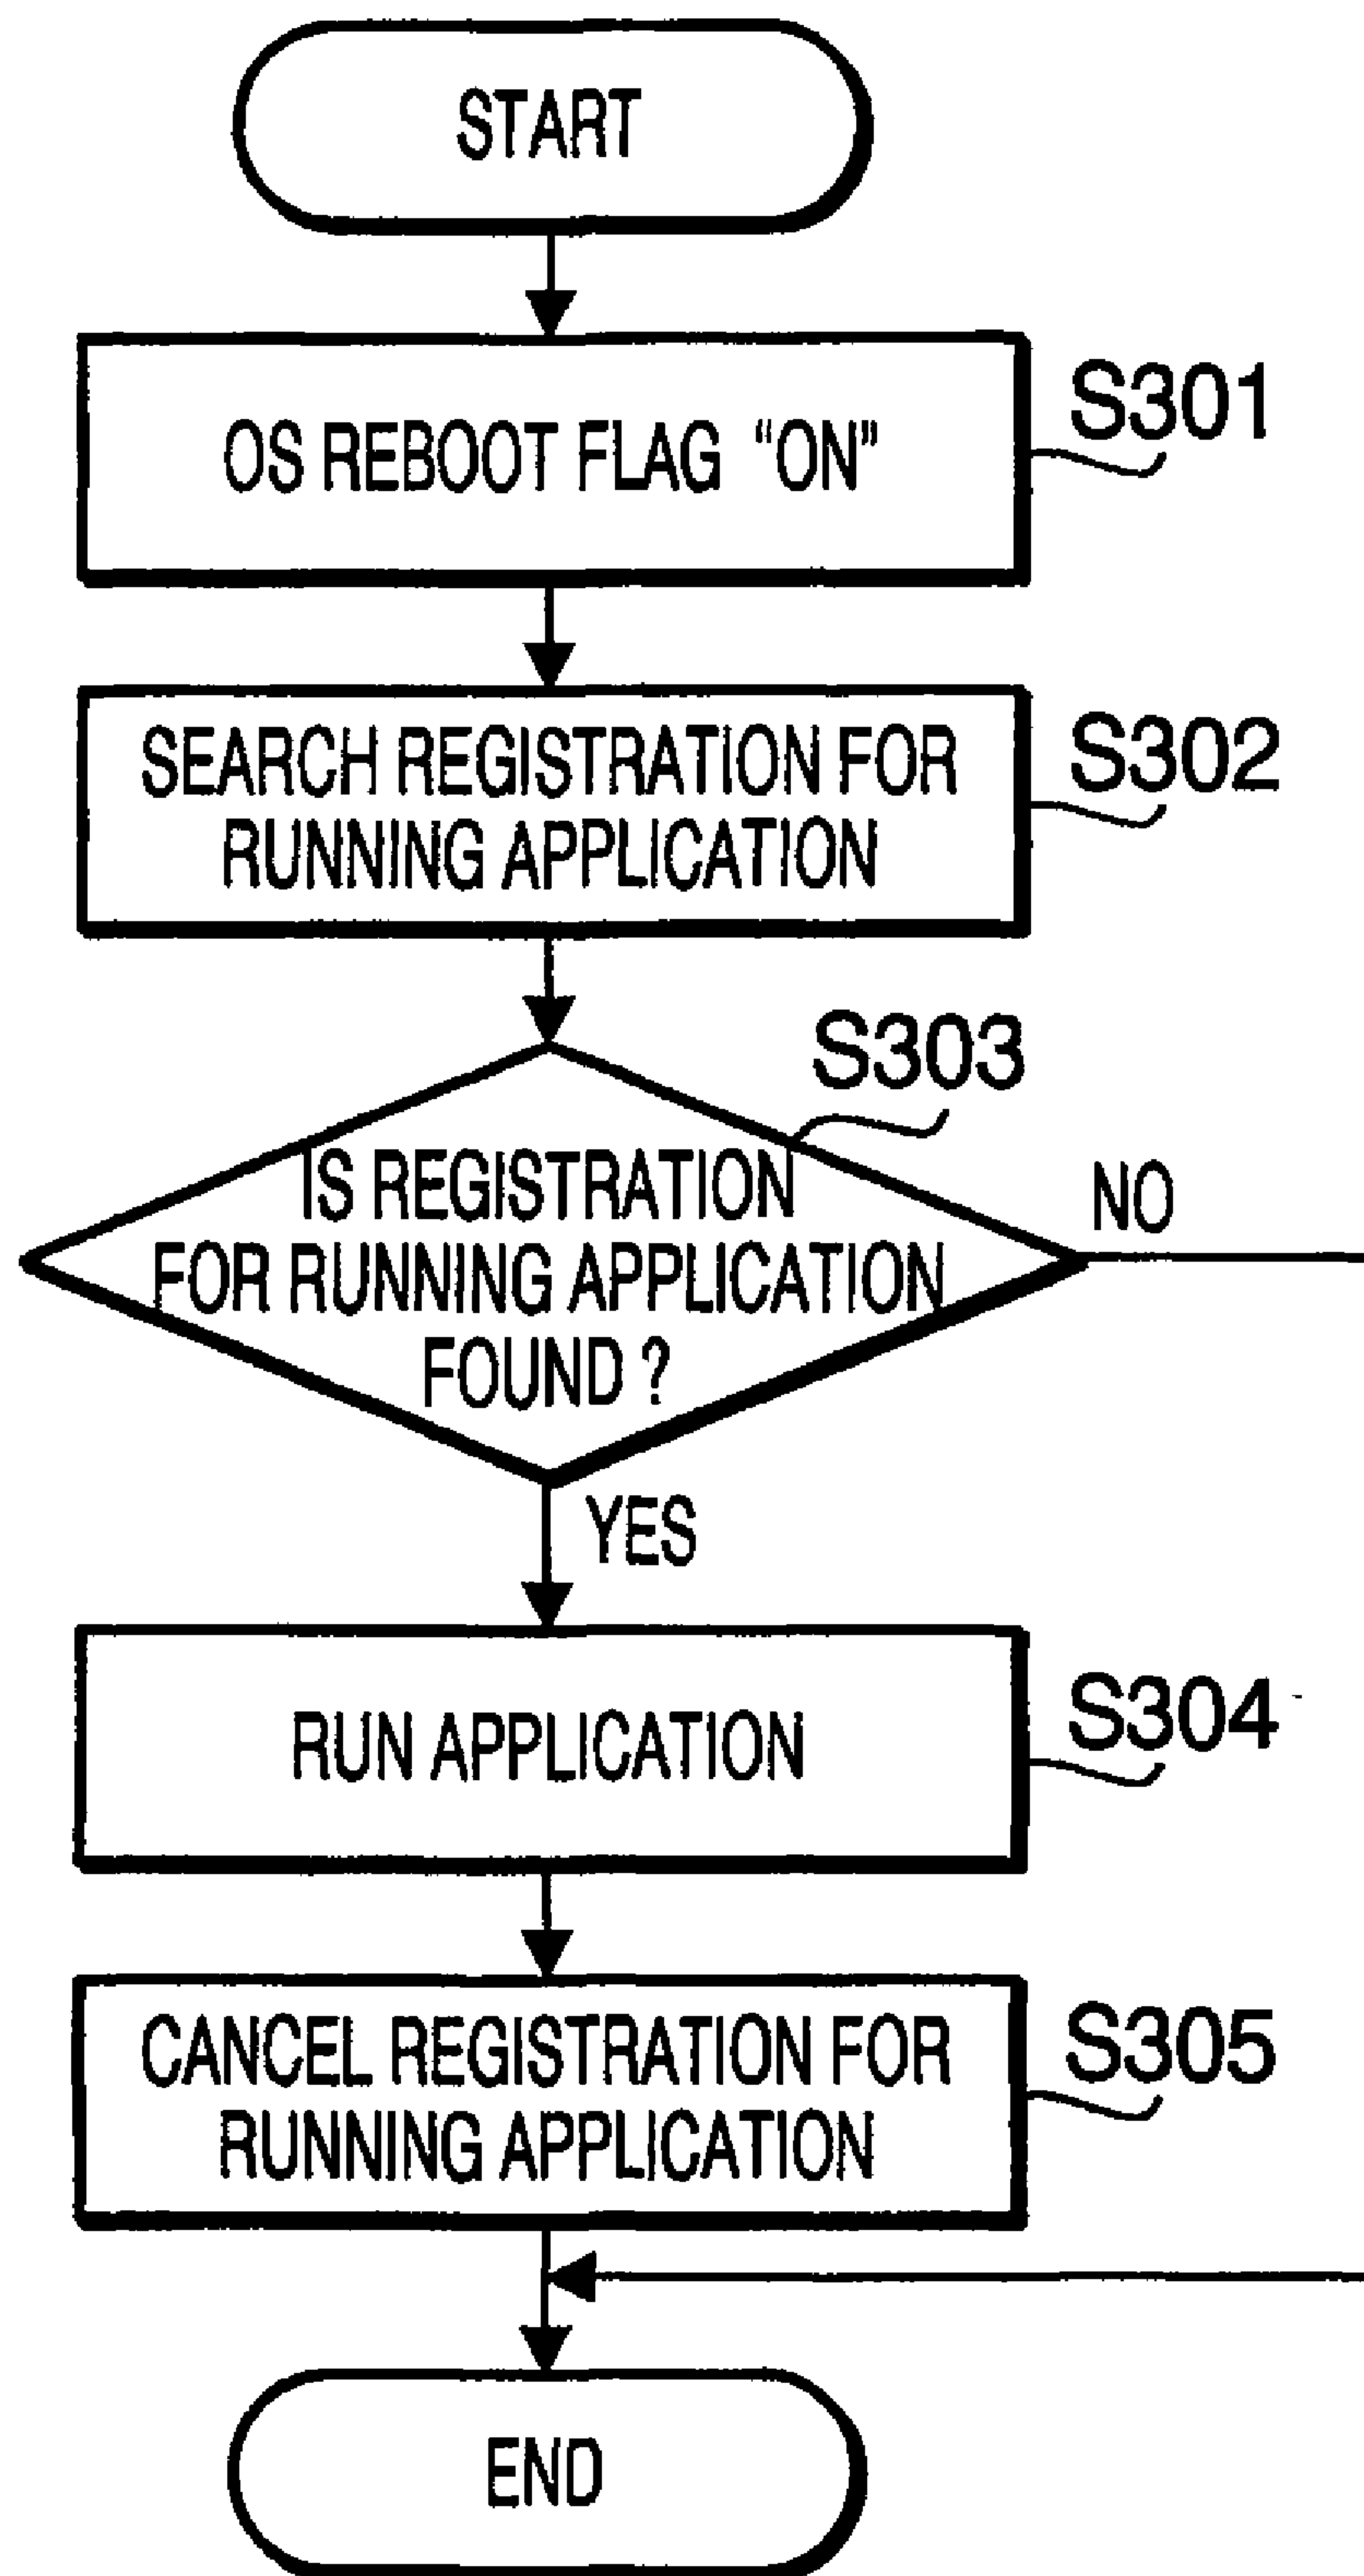 START
OS REBOOT FLAG "ON"
S301
SEARCH REGISTRATION FOR
RUNNING APPLICATION
S302
S303
IS REGISTRATION
FOR RUNNING APPLICATION
FOUND ?
NO
YES
RUN APPLICATION
S304
CANCEL REGISTRATION FOR
RUNNING APPLICATION
S305
END